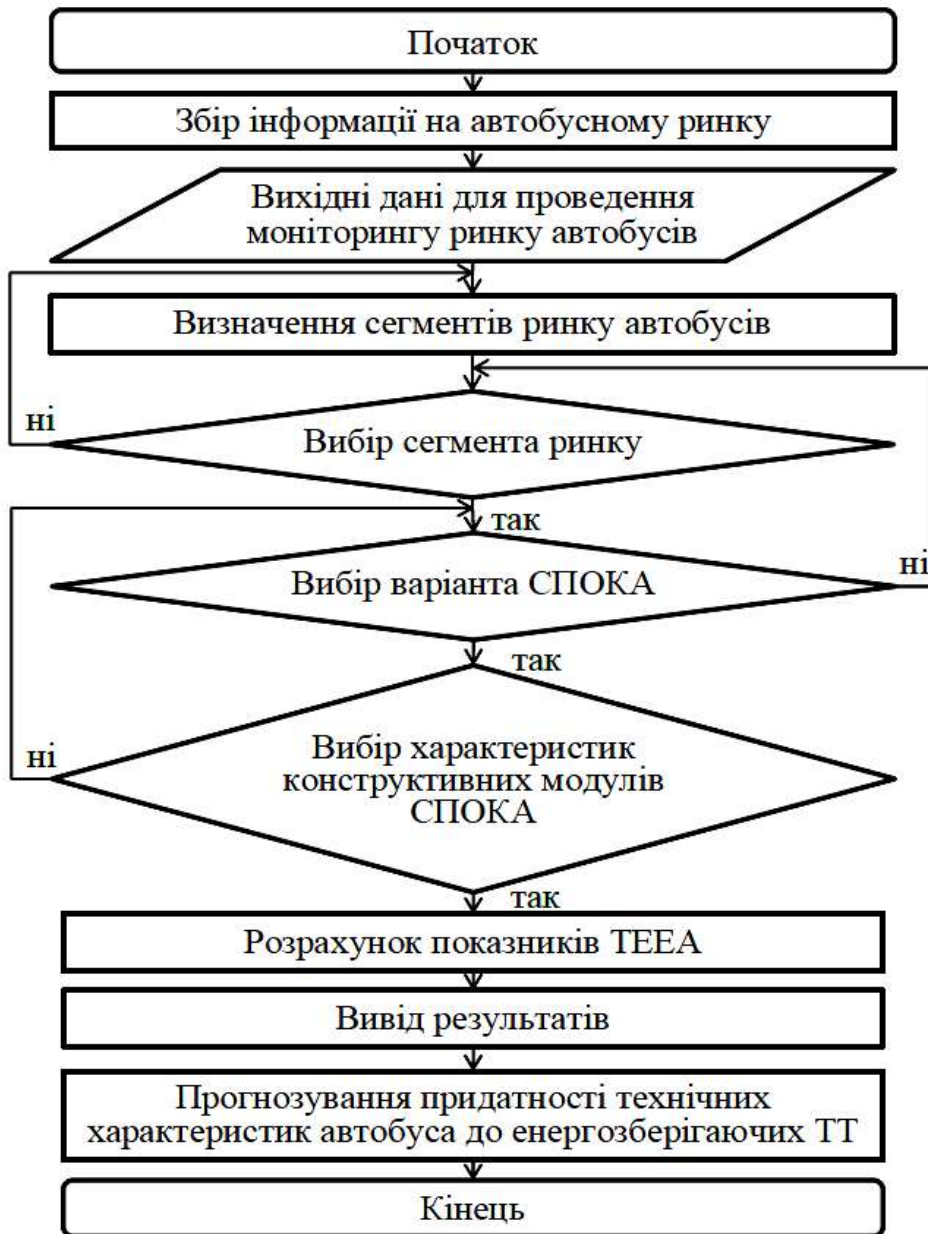 Початок
Збір інформації на автобусному ринку
Вихідні дані для проведення
моніторингу ринку автобусів
Визначення сегментів ринку автобусів
ні
Вибір сегмента ринку
так
Вибір варіанта СПОКА
ні
так
ні
Вибір характеристик
конструктивних модулів
СПОКА
так
Розрахунок показників ТЕЕА
Вивід результатів
Прогнозування придатності технічних
характеристик автобуса до енергозберігаючих ТТ
Кінець